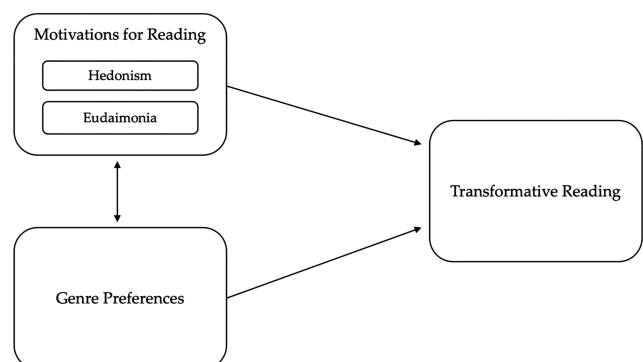 Motivations for Reading
Hedonism
Eudaimonia
Transformative Reading
Genre Preferences